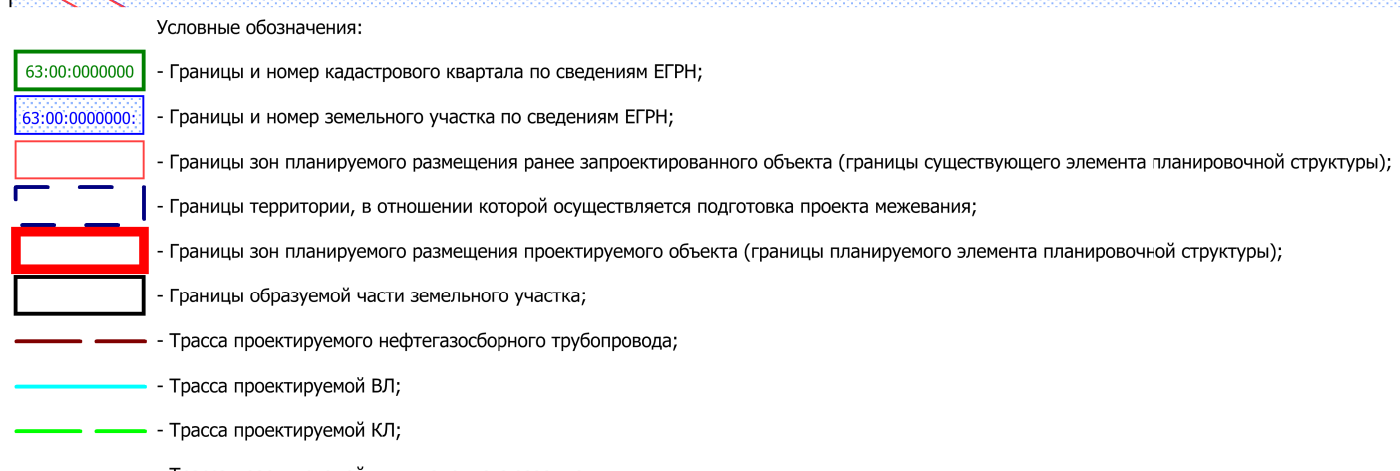 Условные обозначения:
63:00:0000000 - Границы и номер кадастрового квартала по сведениям ЕГРН;
63:00:0000000: - Границы и номер земельного участка по сведениям ЕГРН;
- Границы зон планируемого размещения ранее запроектированного объекта (границы существующего элемента планировочной структуры);
- Границы территории, в отношении которой осуществляется подготовка проекта межевания;
- Границы зон планируемого размещения проектируемого объекта (границы планируемого элемента планировочной структуры);
- Границы образуемой части земельного участка;
- Трасса проектируемого нефтегазосборного трубопровода;
- Трасса проектируемой ВЛ;
- Трасса проектируемой КЛ;